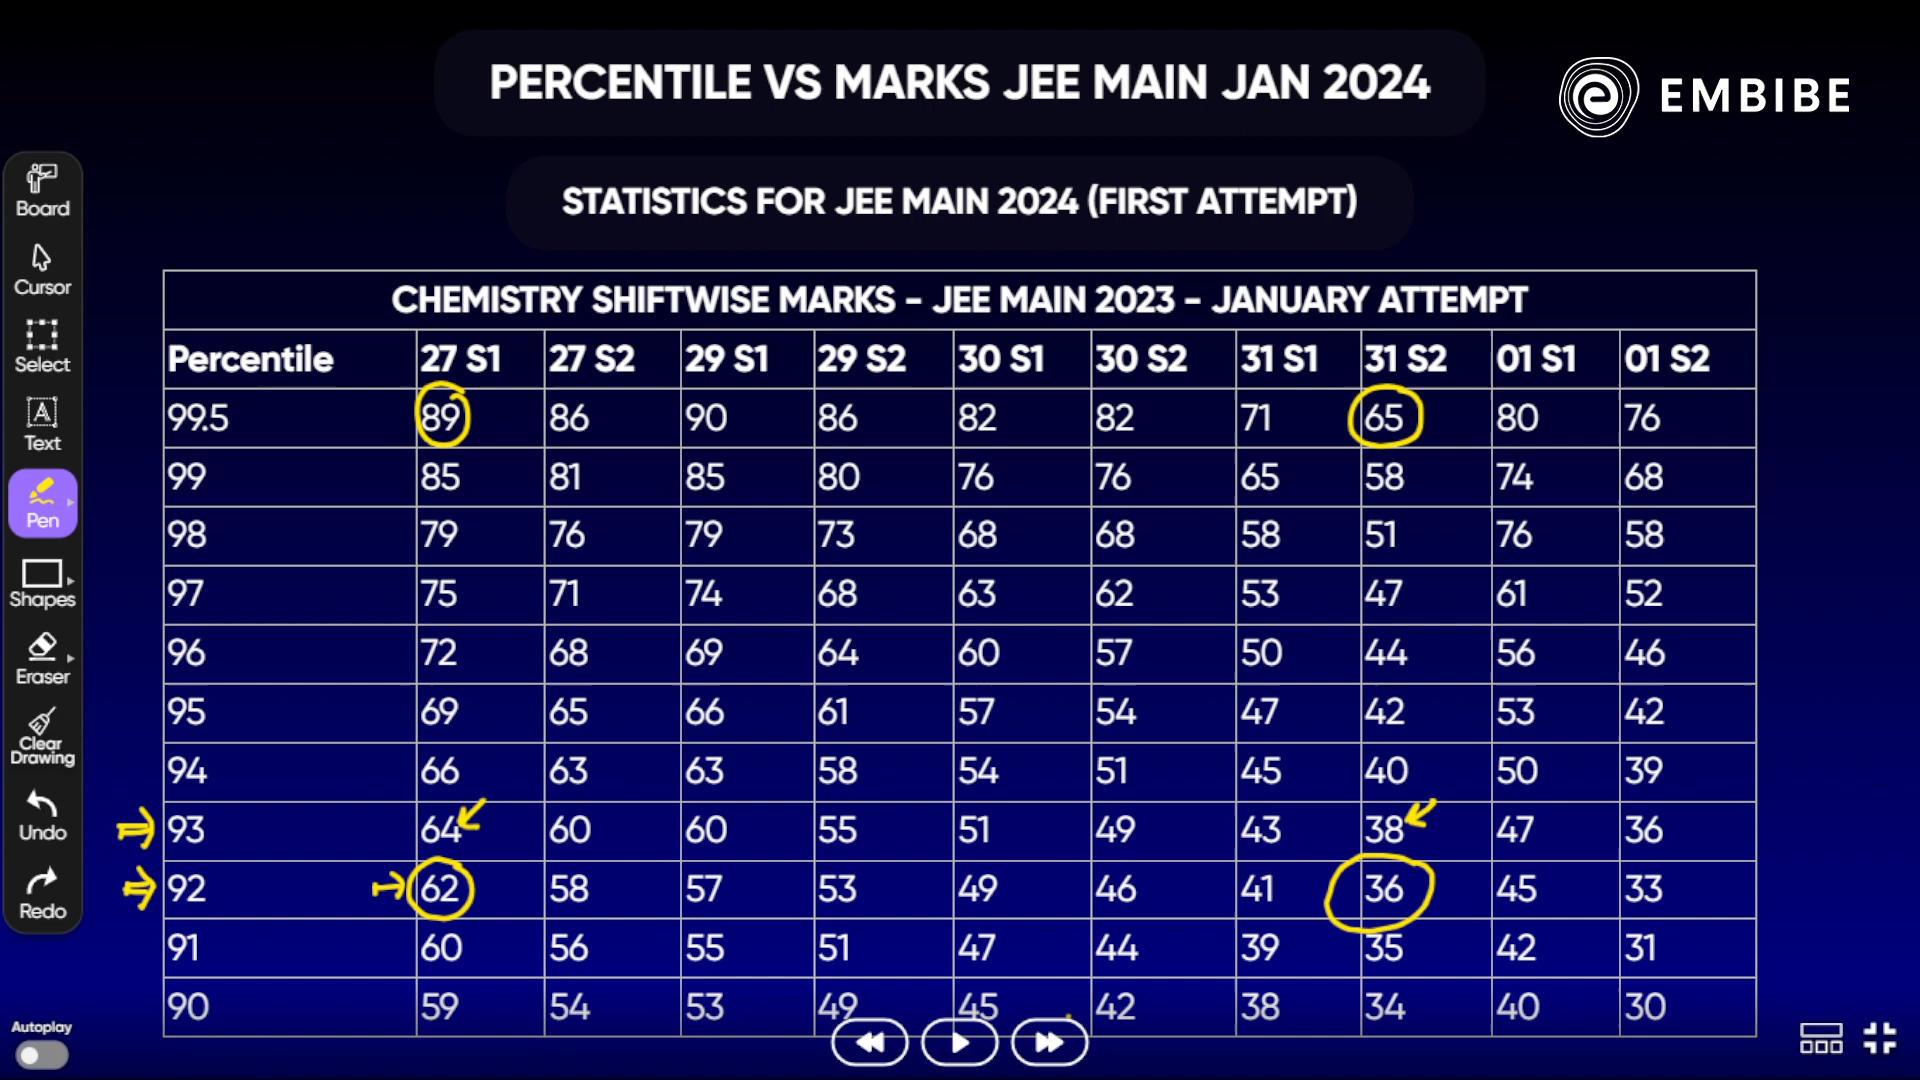 PERCENTILE VS MARKS JEE MAIN JAN 2024
EMBIBE
STATISTICS FOR JEE MAIN 2024 (FIRST ATTEMPT)
Board
Cursor
Select
Text
Pen
Shapes
Eraser
Clear
Drawing
Undo
Redo
Autoplay
CHEMISTRY SHIFTWISE MARKS - JEE MAIN 2023 - JANUARY ATTEMPT
Percentile 27 S1 27 S2 29 S1 29 S2 30 S1 30 S2 31 S1 31 S2 01 S1 01 S2
99.5 89 86 90 86 82 82 71 65 80 76
99 85 81 85 80 76 76 65 58 74 68
98 79 76 79 73 68 68 58 51 76 58
97 75 71 74 68 63 62 53 47 61 52
96 72 68 69 64 60 57 50 44 56 46
95 69 65 66 61 57 54 47 42 53 42
94 66 63 63 58 54 51 45 40 50 39
93 64 60 60 55 51 49 43 38 47 36
92 62 58 57 53 49 46 41 36 45 33
91 60 56 55 51 47 44 39 35 42 31
90 59 54 53 49 45 42 38 34 40 30